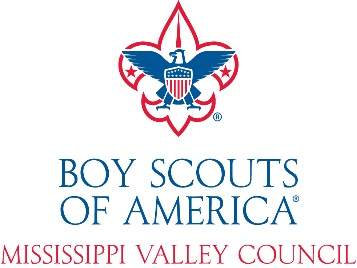 ®
BOY SCOUTS
OF AMERICA®
MISSISSIPPI VALLEY COUNCIL